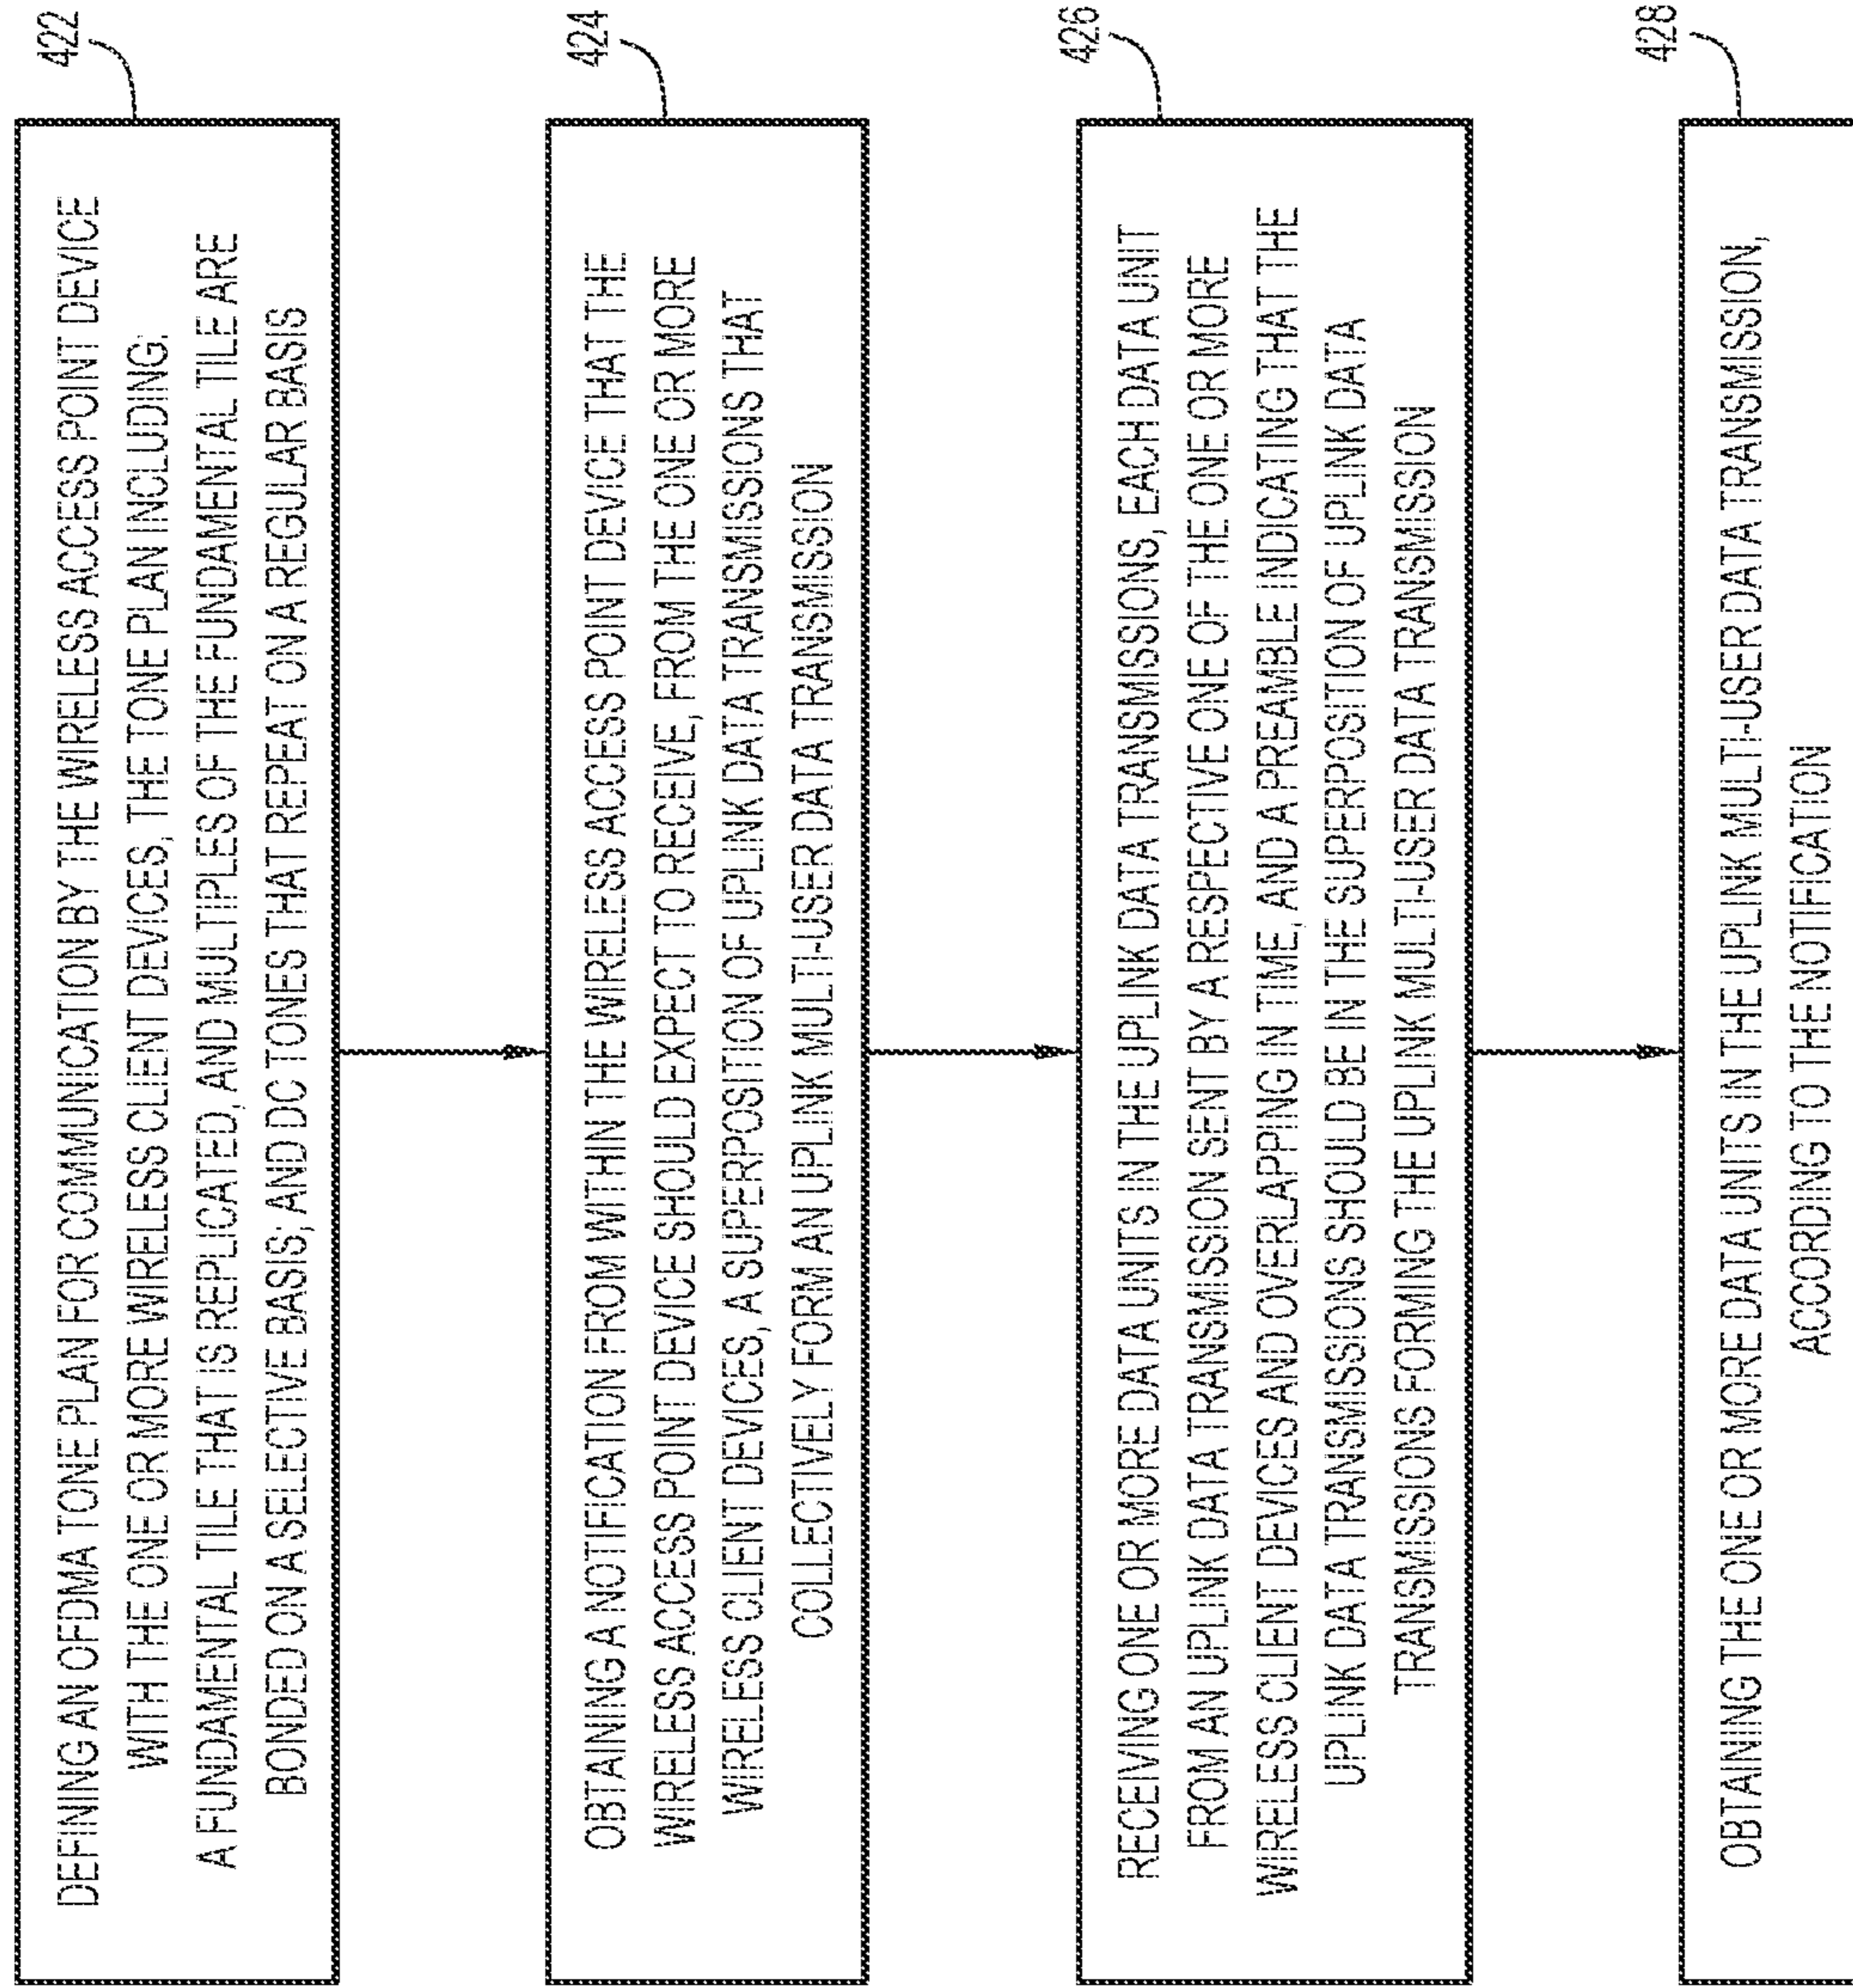 422
DEFINING AN OFDMA TONE PLAN FOR COMMUNICATION BY THE WIRELESS ACCESS POINT DEVICE
WITH THE ONE OR MORE WIRELESS CLIENT DEVICES, THE TONE PLAN INCLUDING:
A FUNDAMENTAL TILE THAT IS REPLICATED, AND MULTIPLES OF THE FUNDAMENTAL TILE ARE
BONDED ON A SELECTIVE BASIS; AND DC TONES THAT REPEAT ON A REGULAR BASIS
424
OBTAINING A NOTIFICATION FROM WITHIN THE WIRELESS ACCESS POINT DEVICE THAT THE
WIRELESS ACCESS POINT DEVICE SHOULD EXPECT TO RECEIVE, FROM THE ONE OR MORE
WIRELESS CLIENT DEVICES, A SUPERPOSITION OF UPLINK DATA TRANSMISSIONS THAT
COLLECTIVELY FORM AN UPLINK MULTI-USER DATA TRANSMISSION
426
RECEIVING ONE OR MORE DATA UNITS IN THE UPLINK DATA TRANSMISSIONS, EACH DATA UNIT
FROM AN UPLINK DATA TRANSMISSION SENT BY A RESPECTIVE ONE OF THE ONE OR MORE
WIRELESS CLIENT DEVICES AND OVERLAPPING IN TIME, AND A PREAMBLE INDICATING THAT THE
UPLINK DATA TRANSMISSIONS SHOULD BE IN THE SUPERPOSITION OF UPLINK DATA
TRANSMISSIONS FORMING THE UPLINK MULTI-USER DATA TRANSMISSION
428
OBTAINING THE ONE OR MORE DATA UNITS IN THE UPLINK MULTI-USER DATA TRANSMISSION,
ACCORDING TO THE NOTIFICATION